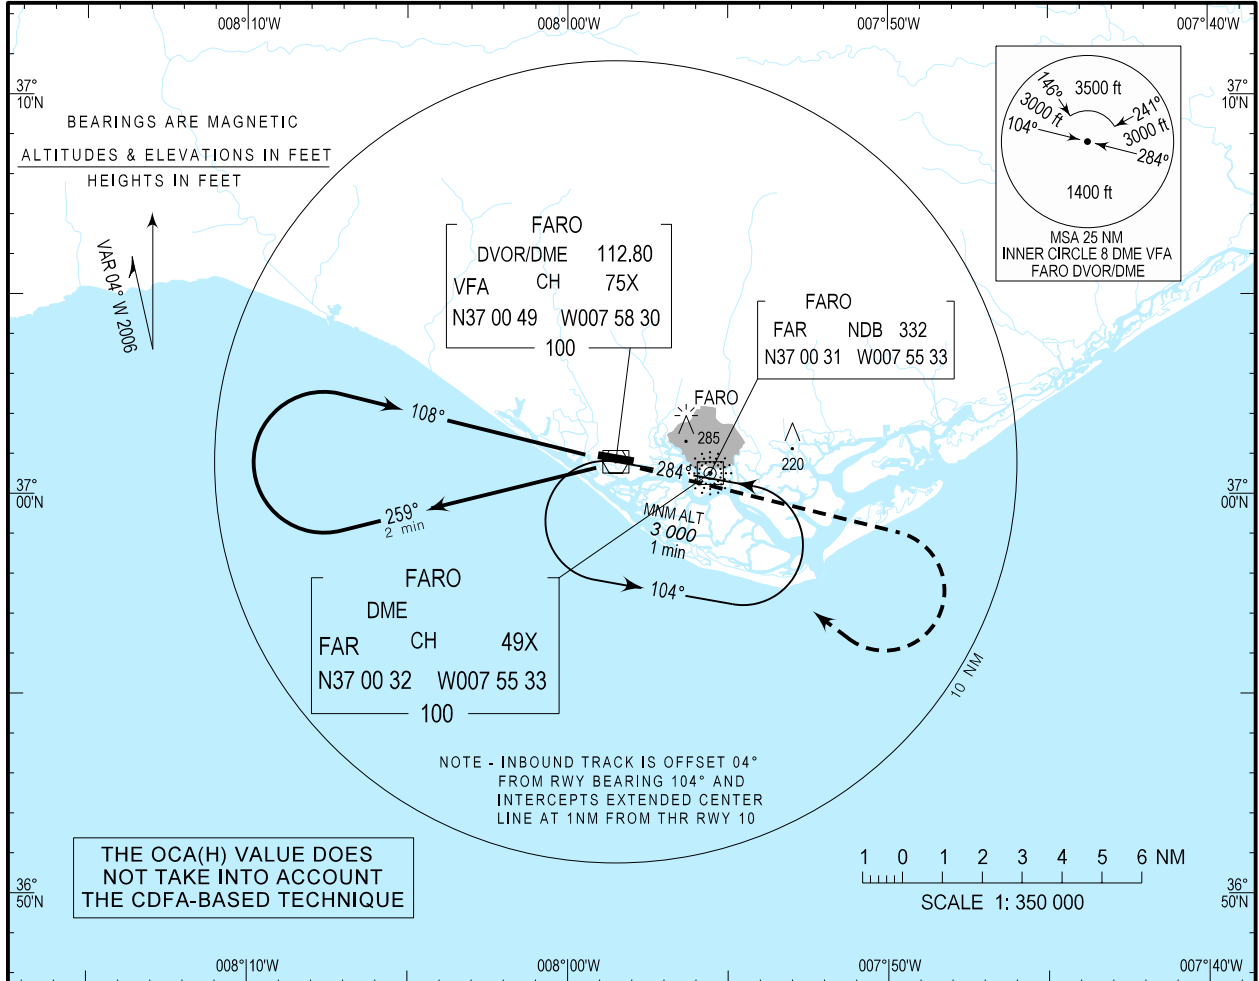 008°10'W
008°00'W
007°50'W
007°40'W
37°
10'N
37°
10'N
BEARINGS ARE MAGNETIC
ALTITUDES & ELEVATIONS IN FEET
HEIGHTS IN FEET
VAR 04° W 2006
146°
3500 ft
241°
3000 ft
3000 ft
104°
284°
1400 ft
MSA 25 NM
INNER CIRCLE 8 DME VFA
FARO DVOR/DME
FARO
DVOR/DME 112.80
VFA CH 75X
N37 00 49 W007 58 30
100
FARO
FAR NDB 332
N37 00 31 W007 55 33
FARO
285
220
108°
284°
259°
2 min
MNM ALT
3 000
1 min
104°
37°
00'N
37°
00'N
FARO
DME
FAR CH 49X
N37 00 32 W007 55 33
100
10 NM
NOTE - INBOUND TRACK IS OFFSET 04°
FROM RWY BEARING 104° AND
INTERCEPTS EXTENDED CENTER
LINE AT 1NM FROM THR RWY 10
THE OCA(H) VALUE DOES
NOT TAKE INTO ACCOUNT
THE CDFA-BASED TECHNIQUE
1 0 1 2 3 4 5 6 NM
SCALE 1: 350 000
36°
50'N
36°
50'N
008°10'W
008°00'W
007°50'W
007°40'W